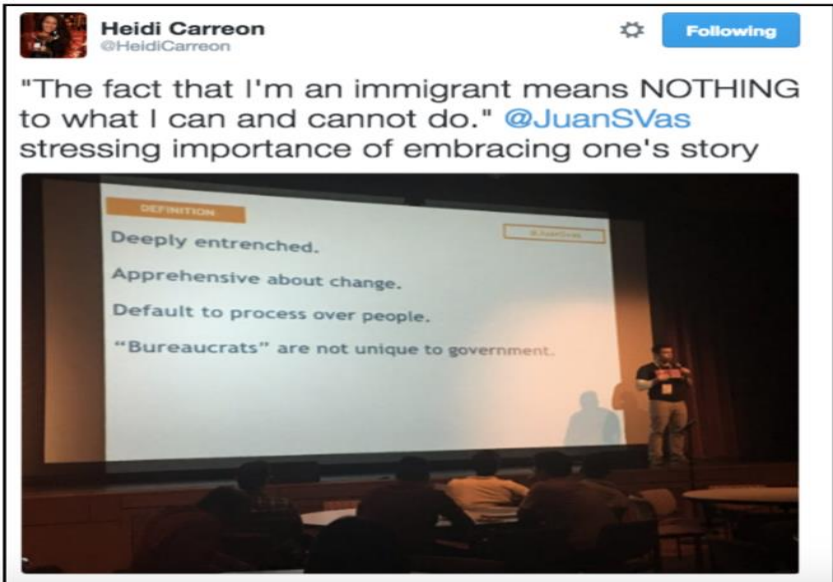 Heidi Carreon
@HeidiCarreon
Following
"The fact that I'm an immigrant means NOTHING
to what I can and cannot do." @JuanSVas
stressing importance of embracing one's story
DEFINITION
@JuanSVas
Deeply entrenched.
Apprehensive about change.
Default to process over people.
"Bureaucrats" are not unique to government.